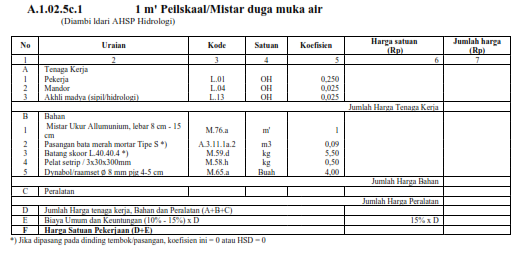 A.1.02.5c.1 1 m' Peilskaal/Mistar duga muka air
(Diambi ldari AHSP Hidrologi)
No Uraian Kode Satuan Koefisien Harga satuan (Rp) Jumlah harga (Rp)
1 2 3 4 5 6 7
A Tenaga Kerja
1 Pekerja L.01 OH 0,250
2 Mandor L.04 OH 0,025
3 Akhli madya (sipil/hidrologi) L.13 OH 0,025
Jumlah Harga Tenaga Kerja
B Bahan
1 Mistar Ukur Allumunium, lebar 8 cm - 15 cm M.76.a m' 1
2 Pasangan bata merah mortar Tipe S *) A.3.11.1a.2 m3 0,09
3 Batang skoor L.40.40.4 *) M.59.d kg 5,50
4 Pelat setrip / 3x30x300mm M.58.h kg 0,50
5 Dynabol/raamset ø 8 mm pjg 4-5 cm M.65.a Buah 4,00
Jumlah Harga Bahan
C Peralatan
Jumlah Harga Peralatan
D Jumlah Harga tenaga kerja, Bahan dan Peralatan (A+B+C)
E Biaya Umum dan Keuntungan (10% - 15%) x D 15% x D
F Harga Satuan Pekerjaan (D+E)
*) Jika dipasang pada dinding tembok/pasangan, koefisien ini = 0 atau HSD = 0